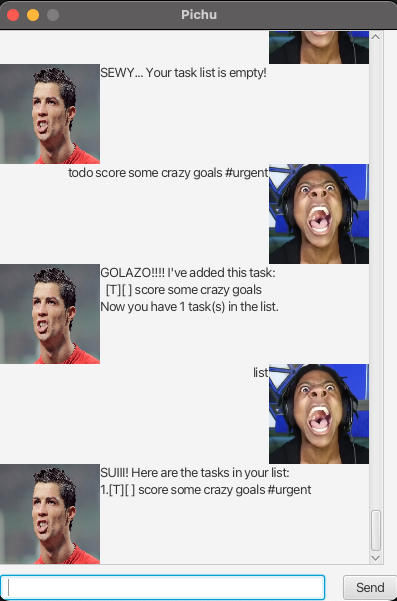 Pichu
SEWY... Your task list is empty!
todo score some crazy goals #urgent
GOLAZO!!!! I've added this task:
[T][ ] score some crazy goals
Now you have 1 task(s) in the list.
list
SUIII! Here are the tasks in your list:
1.[T][ ] score some crazy goals #urgent
Send